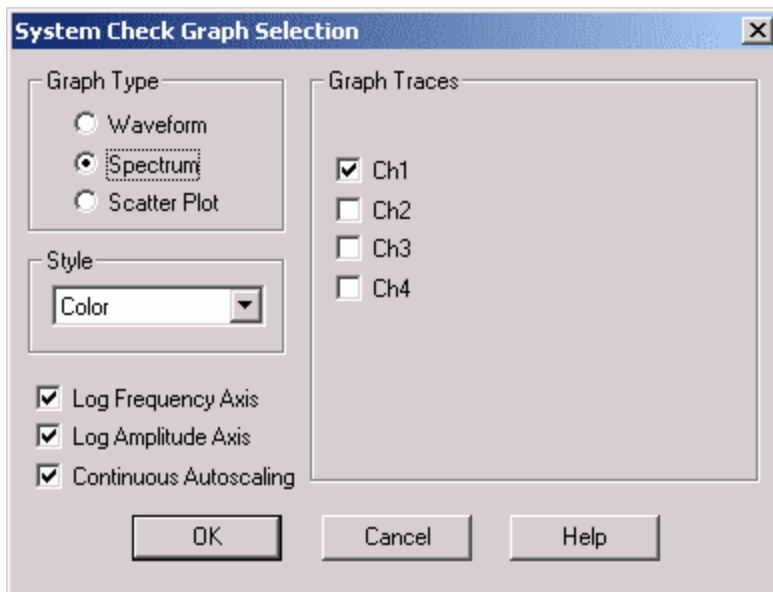 System Check Graph Selection
Graph Type
Waveform
Spectrum
Scatter Plot
Style
Color
Log Frequency Axis
Log Amplitude Axis
Continuous Autoscaling
Graph Traces
Ch1
Ch2
Ch3
Ch4
OK
Cancel
Help